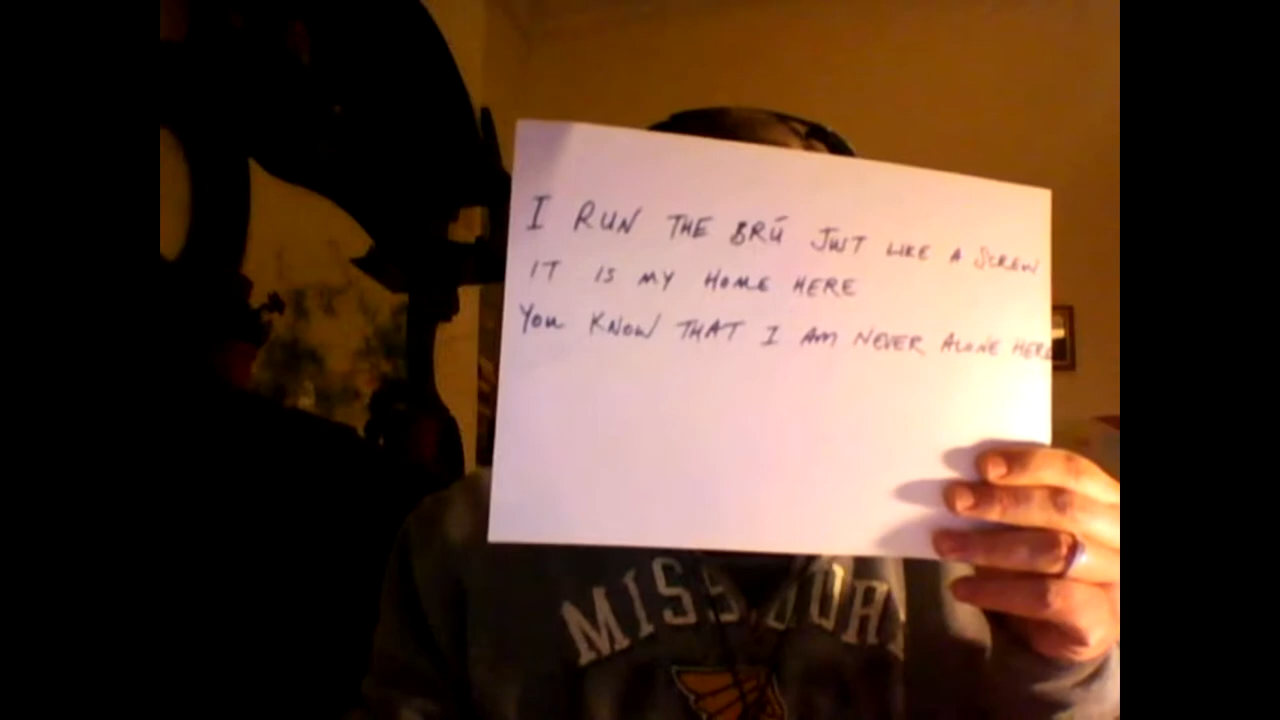 I RUN THE BRÚ JUST LIKE A SCREW
IT IS MY HOME HERE
YOU KNOW THAT I AM NEVER ALONE HERE
MISSOURI